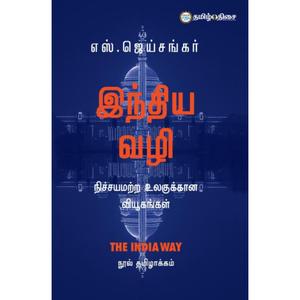 தமிழ் திசை
எஸ். ஜெய்சங்கர்
இந்திய
வழி
நிச்சயமற்ற உலகுக்கான
வியூகங்கள்
THE INDIA WAY
நூல் தமிழாக்கம்